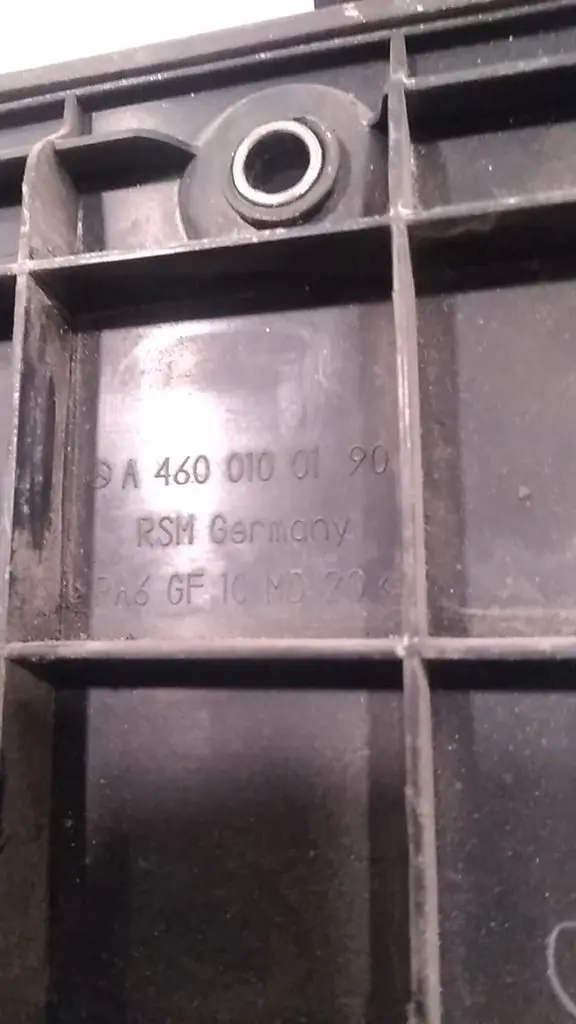 A 460 010 01 90
RSM Germany
PA6 GF 10 MD 20 <